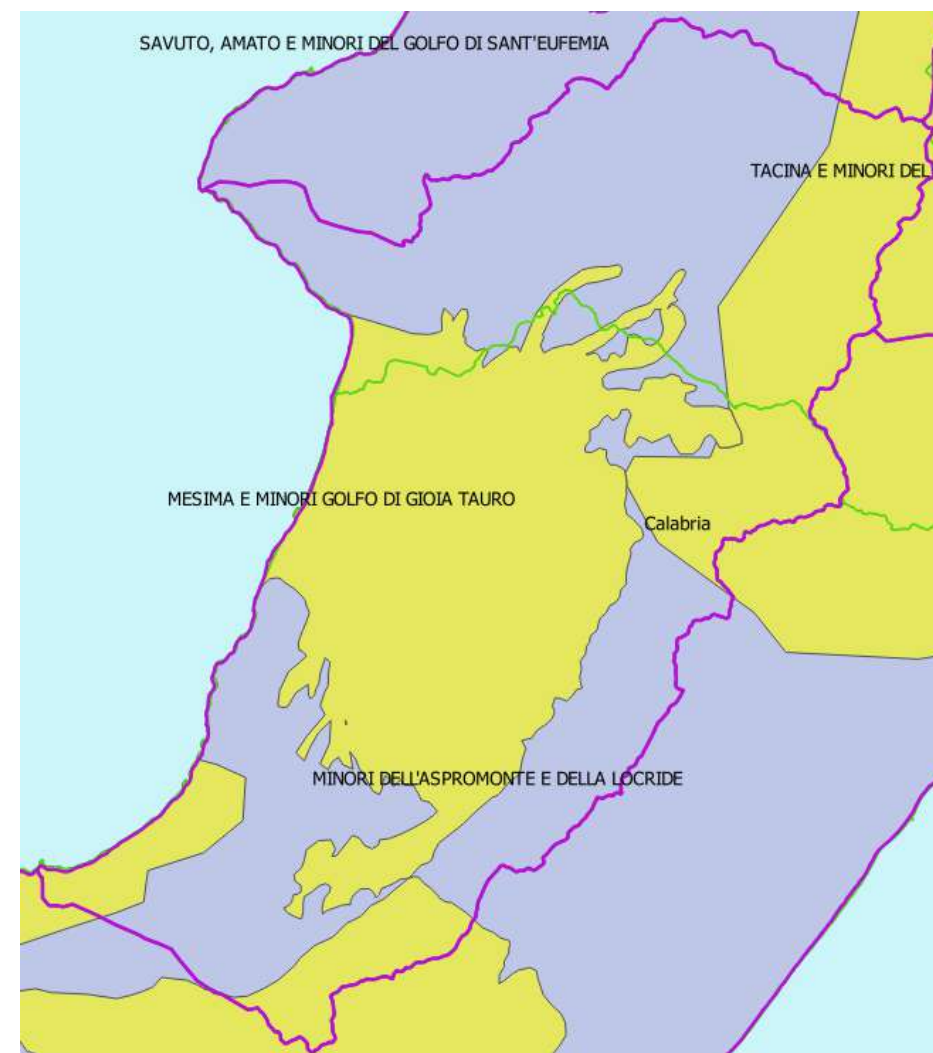 SAVUTO, AMATO E MINORI DEL GOLFO DI SANT'EUFEMIA
TACINA E MINORI DEL
MESIMA E MINORI GOLFO DI GIOIA TAURO
Calabria
MINORI DELL'ASPROMONTE E DELLA LOCRIDE